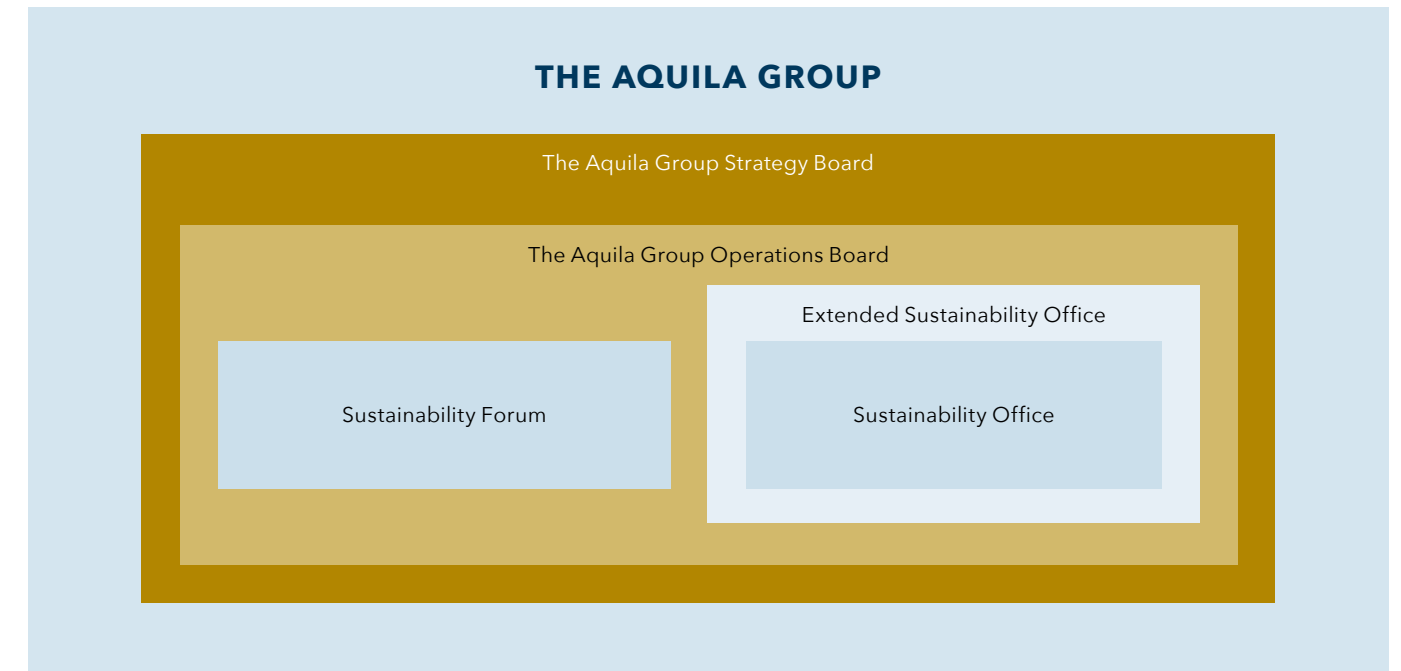 THE AQUILA GROUP
The Aquila Group Strategy Board
The Aquila Group Operations Board
Extended Sustainability Office
Sustainability Forum
Sustainability Office